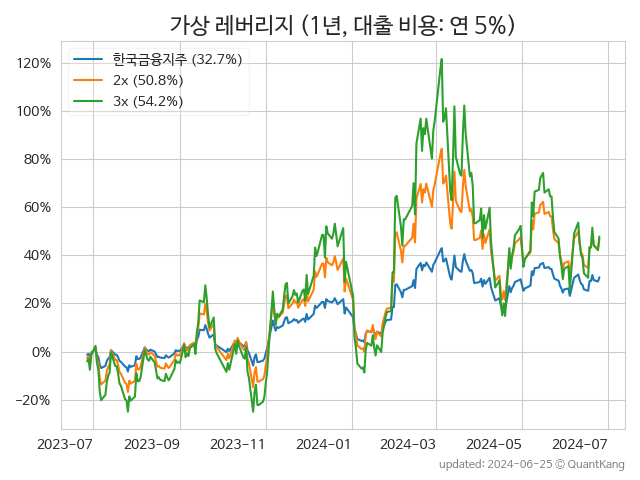 가상 레버리지 (1년, 대출 비용: 연 5%)
한국금융지주 (32.7%)
2x (50.8%)
3x (54.2%)
120%
100%
80%
60%
40%
20%
0%
−20%
2023-07 2023-09 2023-11 2024-01 2024-03 2024-05 2024-07
updated: 2024-06-25 © QuantKang